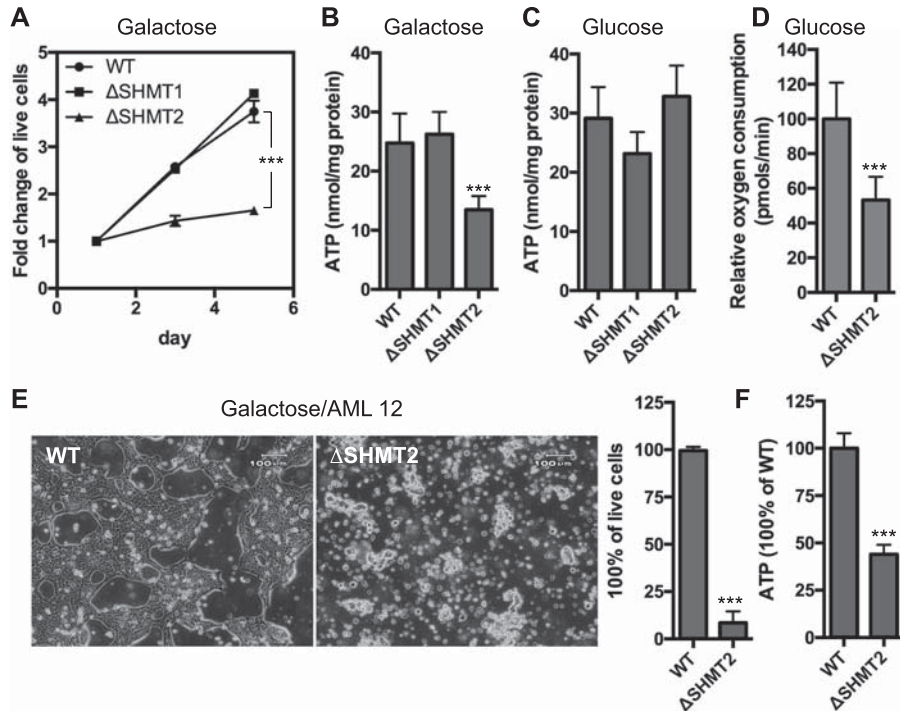 A
Galactose
Fold change of live cells
5
4
3
2
1
0
0 2 4 6
day
WT
ΔSHMT1
ΔSHMT2
***
B
Galactose
ATP (nmol/mg protein)
40
30
20
10
0
***
WT
ΔSHMT1
ΔSHMT2
C
Glucose
ATP (nmol/mg protein)
40
30
20
10
0
WT
ΔSHMT1
ΔSHMT2
D
Glucose
Relative oxygen consumption
(pmols/min)
140
120
100
80
60
40
20
0
***
WT
ΔSHMT2
E
Galactose/AML 12
WT
100 µm
ΔSHMT2
100 µm
100% of live cells
125
100
75
50
25
0
***
WT
ΔSHMT2
F
ATP (100% of WT)
125
100
75
50
25
0
***
WT
ΔSHMT2